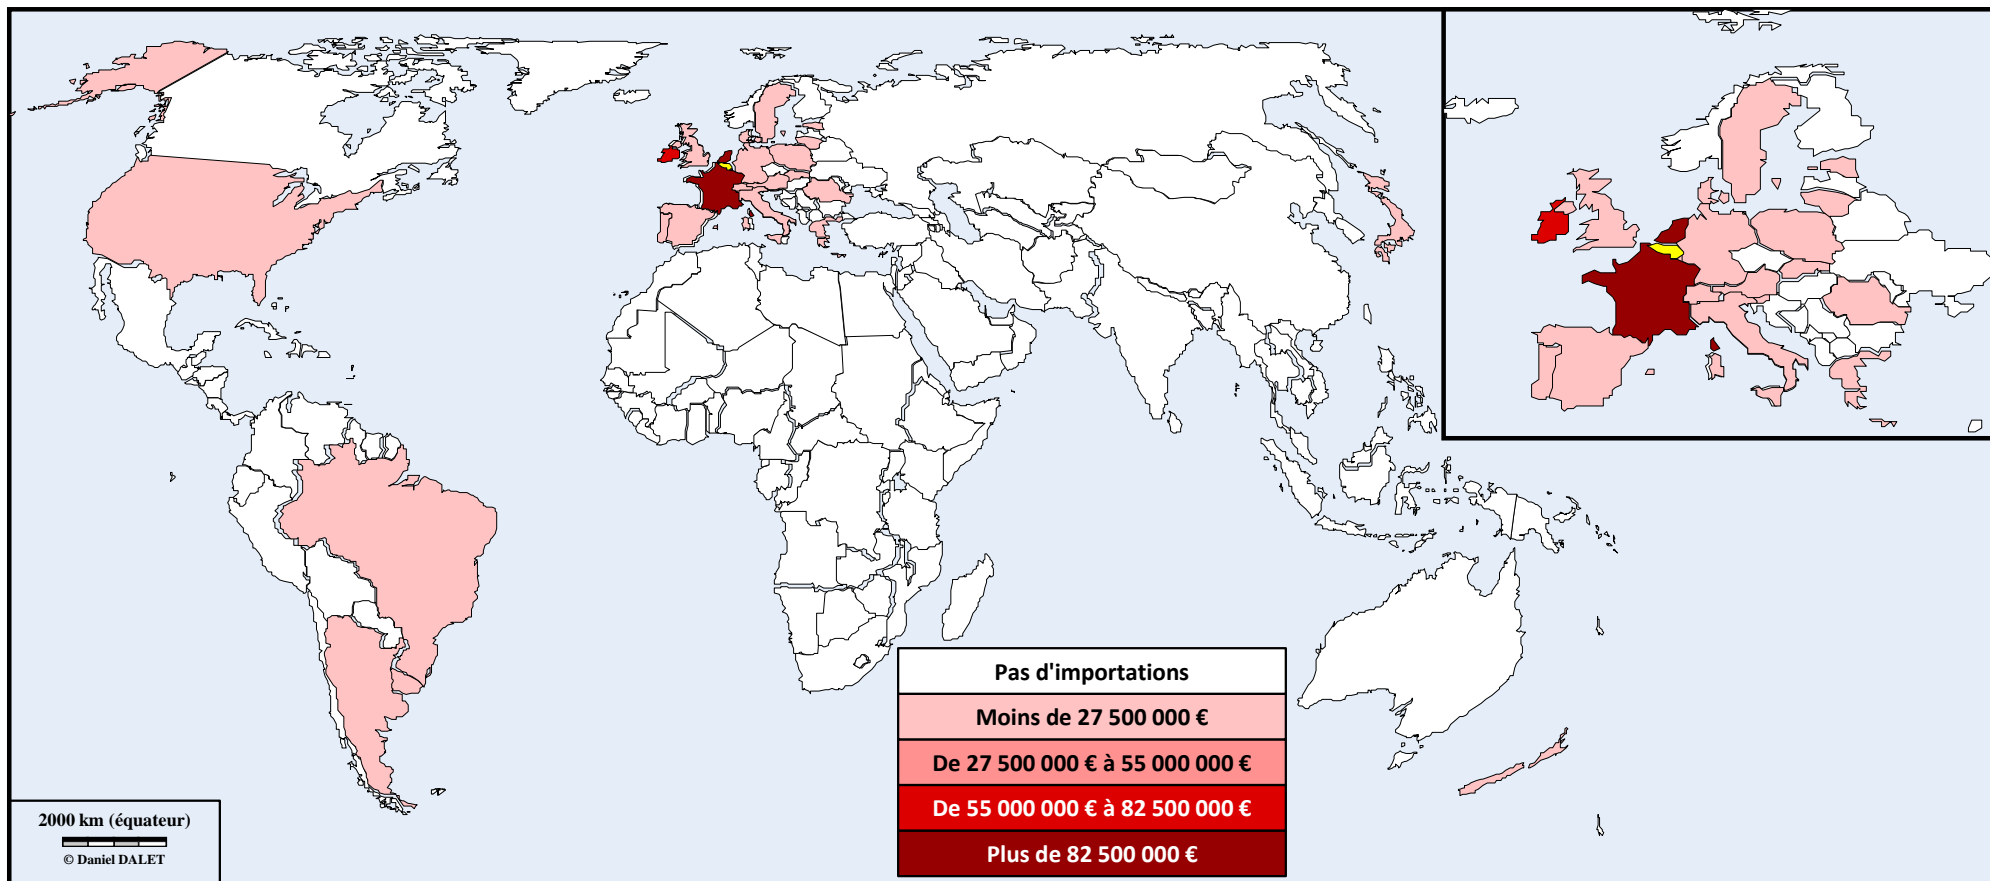 Pas d'importations
Moins de 27 500 000 €
De 27 500 000 € à 55 000 000 €
De 55 000 000 € à 82 500 000 €
Plus de 82 500 000 €
2000 km (équateur)
© Daniel DALET